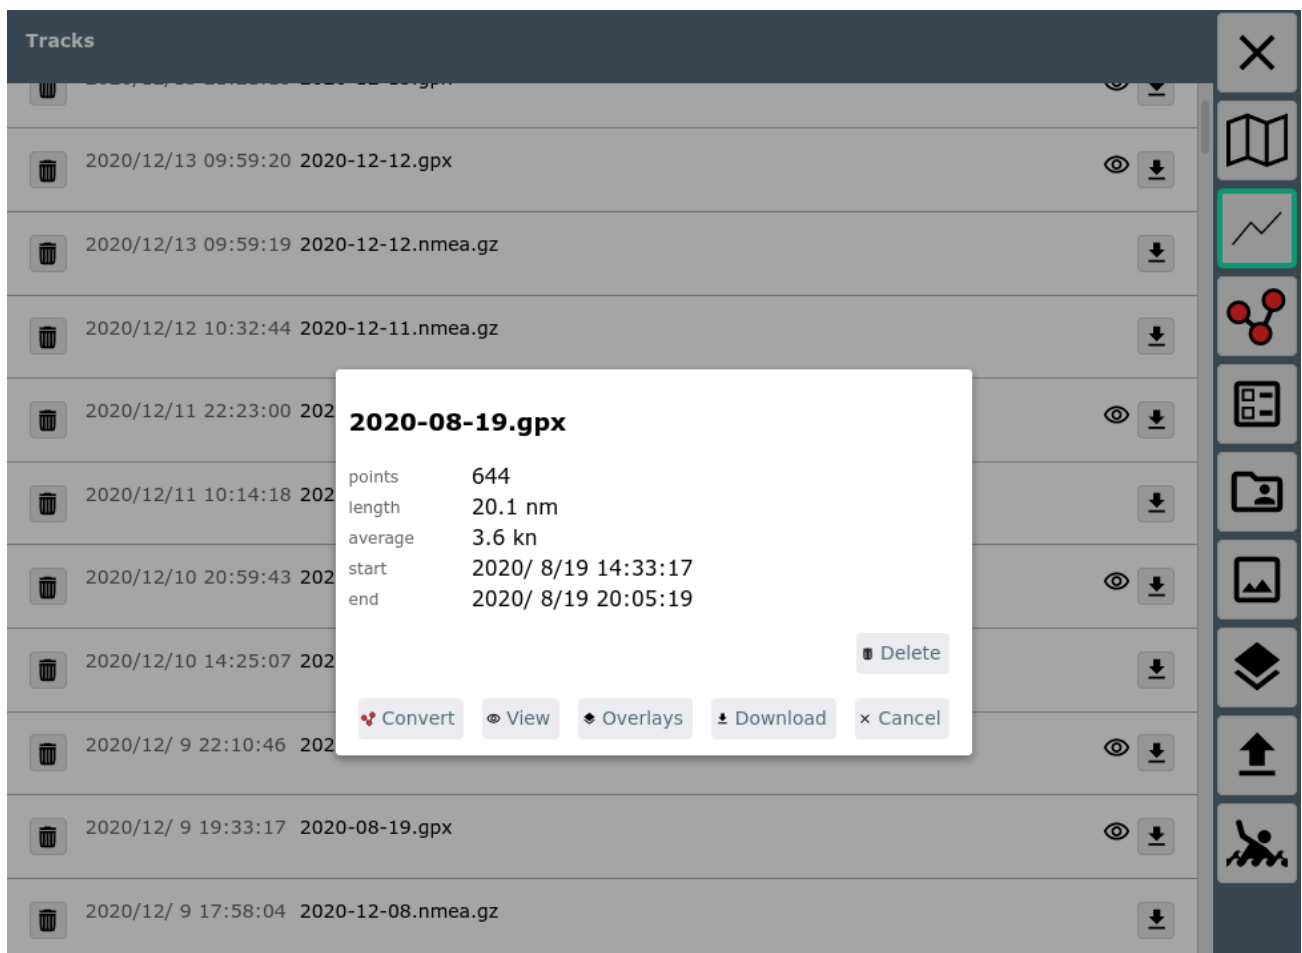 Tracks
2020/12/13 09:59:20 2020-12-12.gpx
2020/12/13 09:59:19 2020-12-12.nmea.gz
2020/12/12 10:32:44 2020-12-11.nmea.gz
2020/12/11 22:23:00 202
2020/12/11 10:14:18 202
2020/12/10 20:59:43 202
2020/12/10 14:25:07 202
2020/12/ 9 22:10:46 202
2020-08-19.gpx
points 644
length 20.1 nm
average 3.6 kn
start 2020/ 8/19 14:33:17
end 2020/ 8/19 20:05:19
Delete
Convert View Overlays Download Cancel
2020/12/ 9 19:33:17 2020-08-19.gpx
2020/12/ 9 17:58:04 2020-12-08.nmea.gz